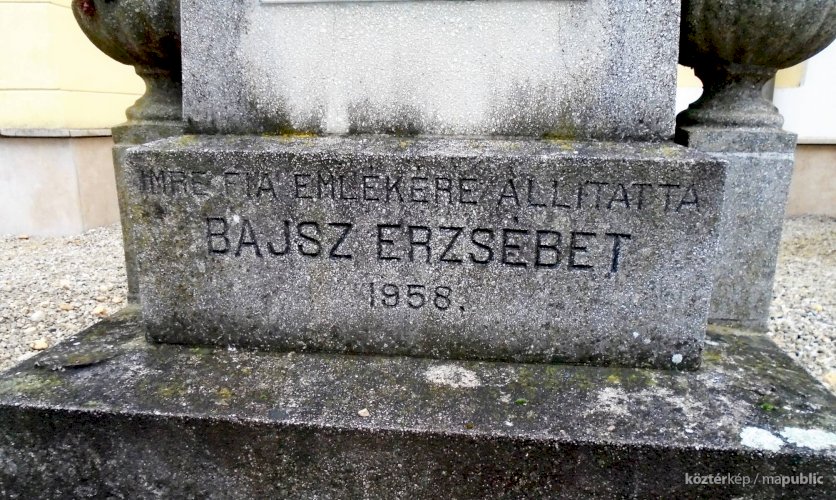 IMRE FIA EMLÉKÉRE ÁLLITATTA
BAJSZ ERZSÉBET
1958.
köztérkép / mapublic